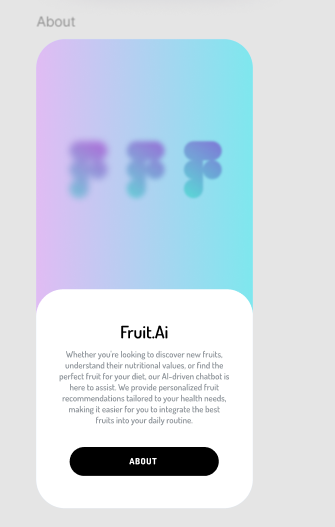 About
Fruit.Ai
Whether you're looking to discover new fruits,
understand their nutritional values, or find the
perfect fruit for your diet, our AI-driven chatbot is
here to assist. We provide personalized fruit
recommendations tailored to your health needs,
making it easier for you to integrate the best
fruits into your daily routine.
ABOUT